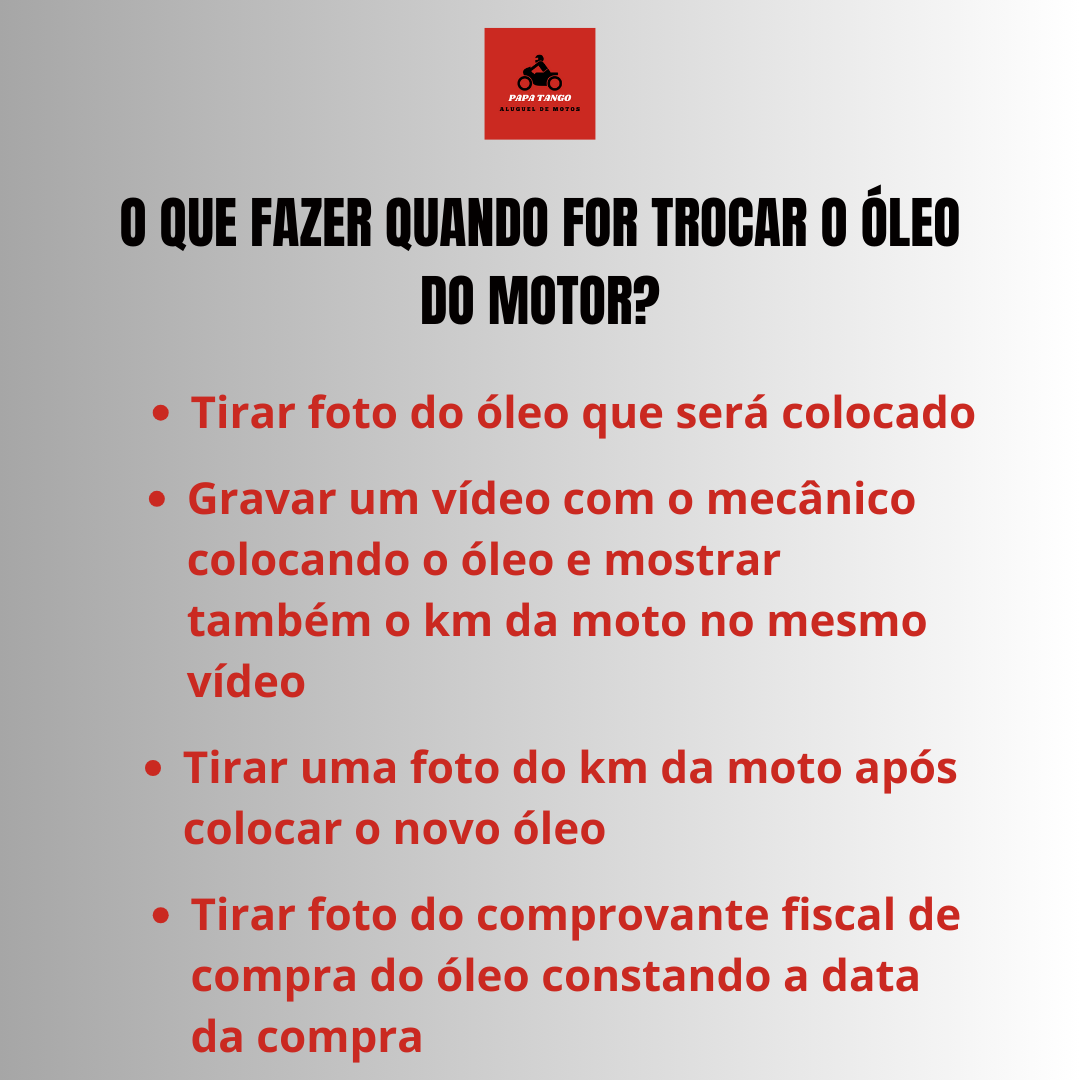 PAPA TANGO
ALUGUEL DE MOTOR
O QUE FAZER QUANDO FOR TROCAR O ÓLEO
DO MOTOR?
• Tirar foto do óleo que será colocado
• Gravar um vídeo com o mecânico
colocando o óleo e mostrar
também o km da moto no mesmo
vídeo
• Tirar uma foto do km da moto após
colocar o novo óleo
• Tirar foto do comprovante fiscal de
compra do óleo constando a data
da compra